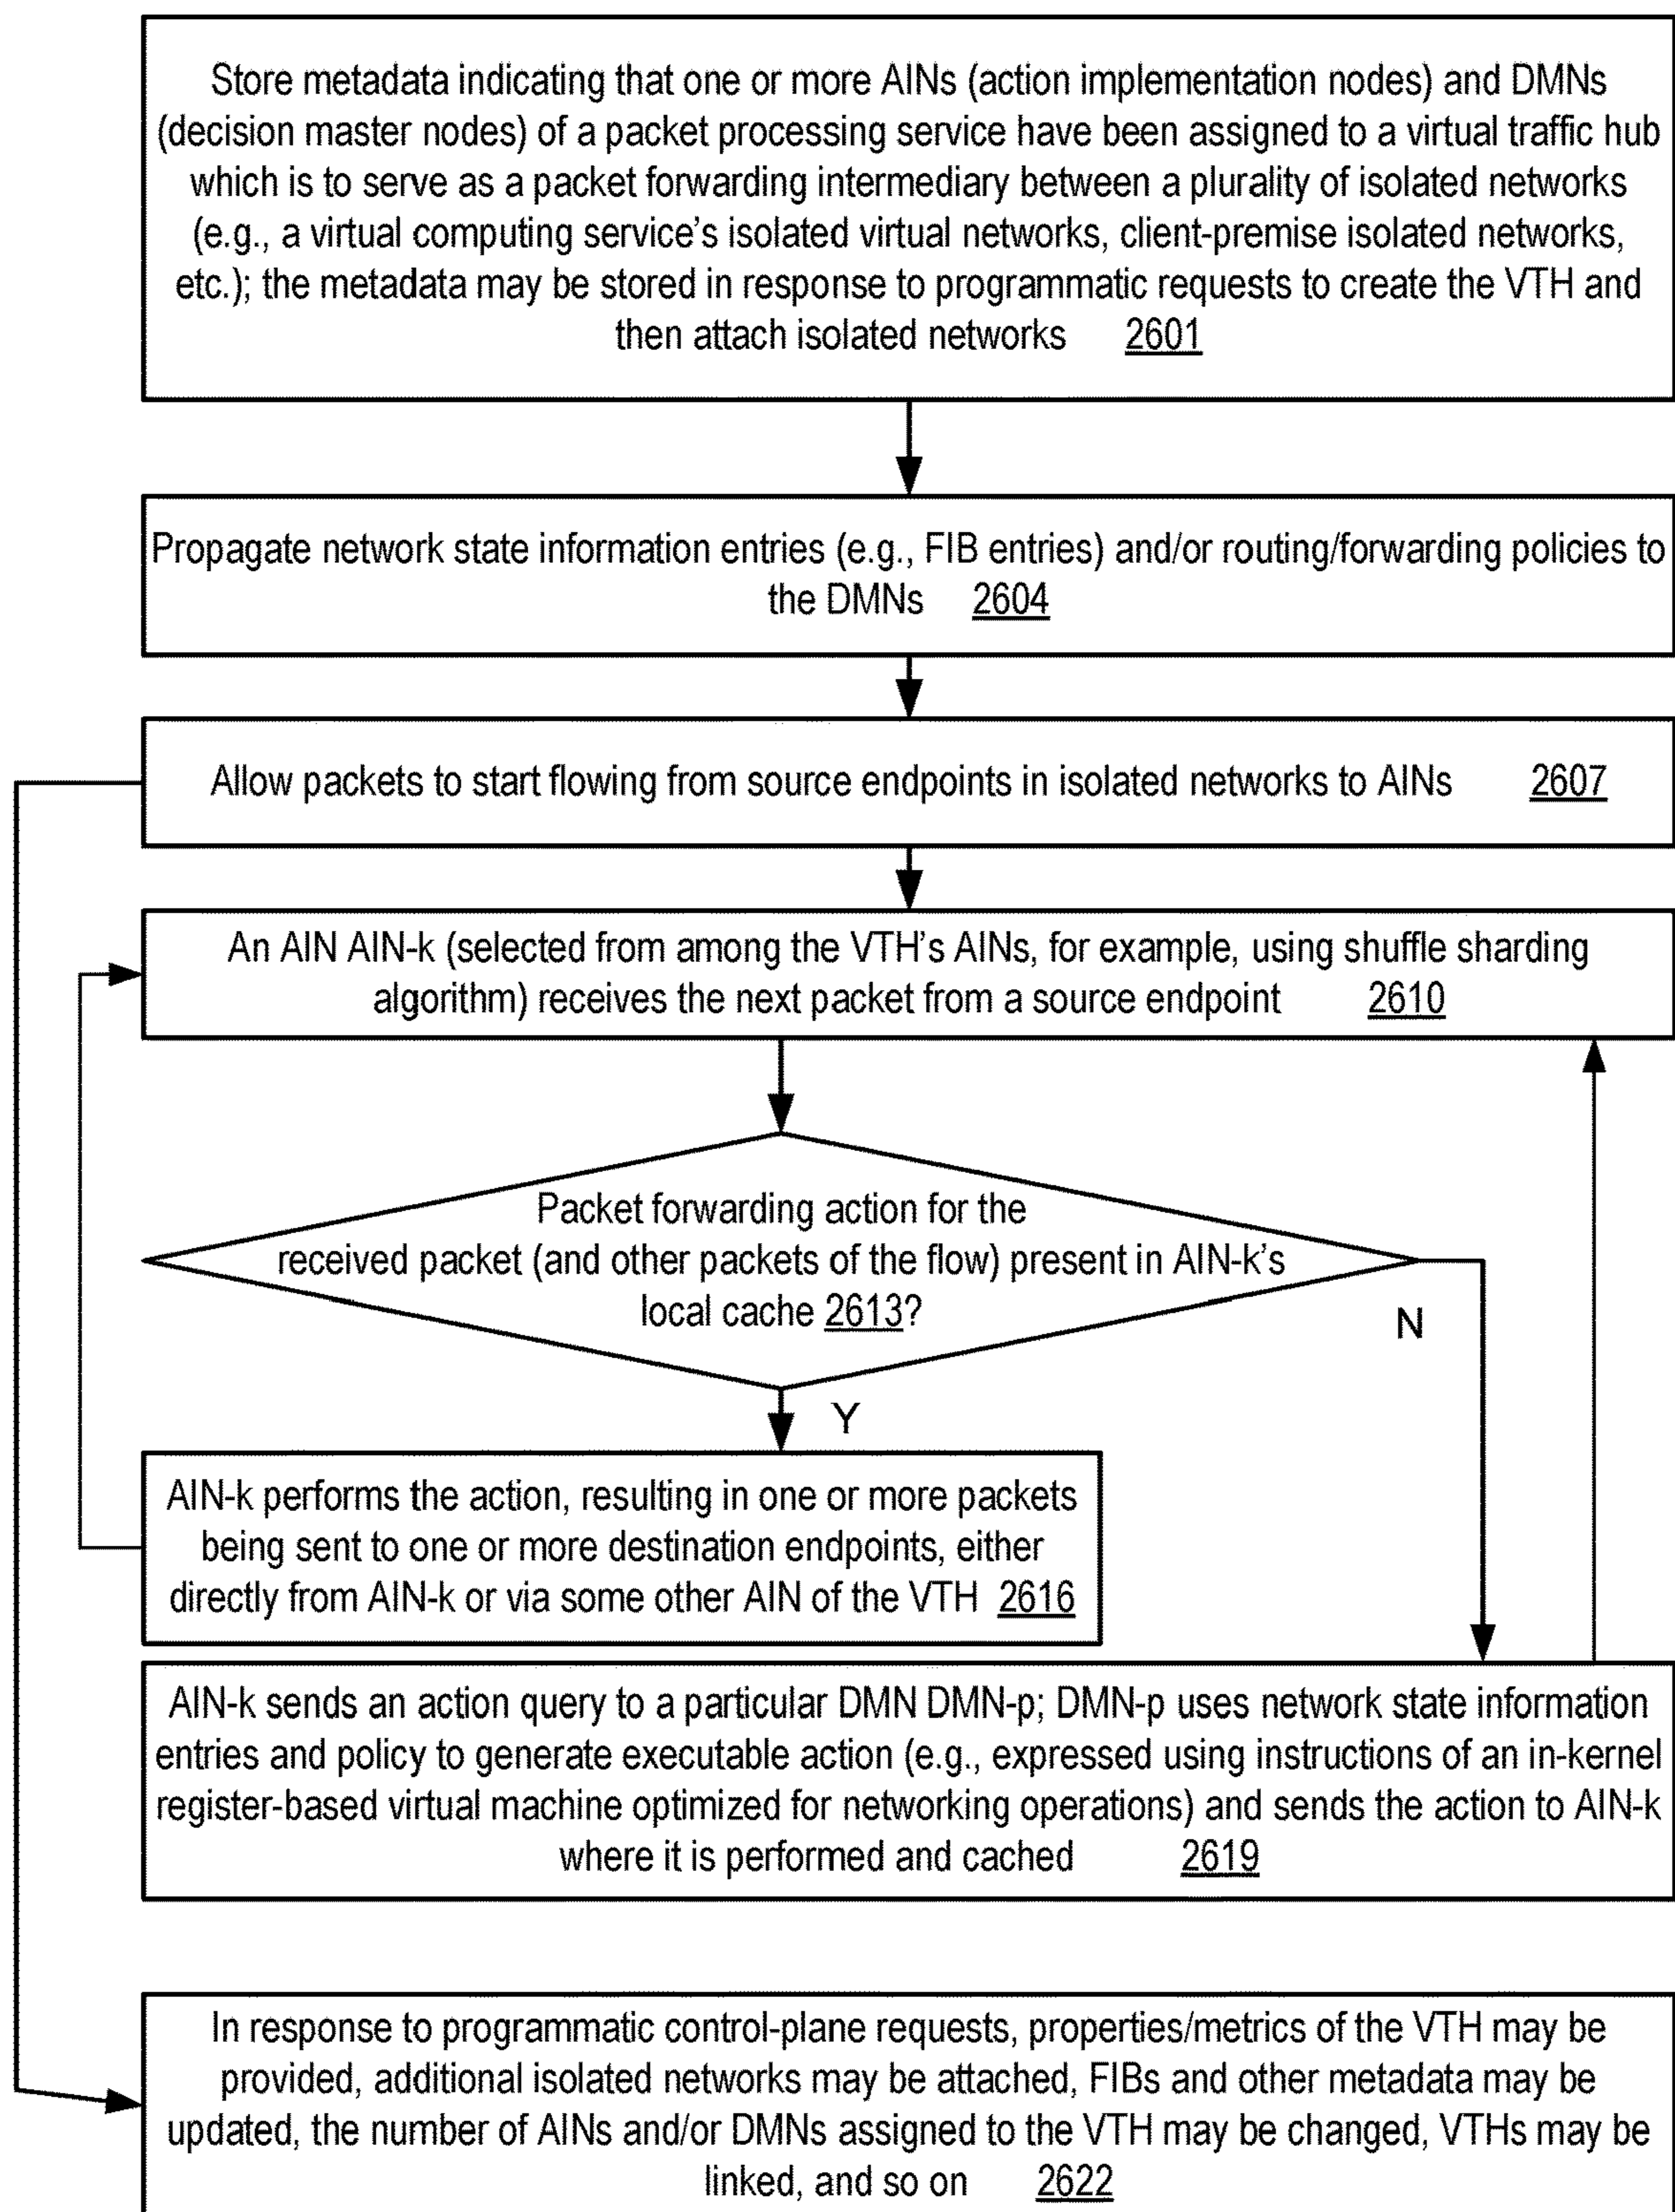 Store metadata indicating that one or more AINs (action implementation nodes) and DMNs
(decision master nodes) of a packet processing service have been assigned to a virtual traffic hub
which is to serve as a packet forwarding intermediary between a plurality of isolated networks
(e.g., a virtual computing service's isolated virtual networks, client-premise isolated networks,
etc.); the metadata may be stored in response to programmatic requests to create the VTH and
then attach isolated networks 2601
Propagate network state information entries (e.g., FIB entries) and/or routing/forwarding policies to
the DMNs 2604
Allow packets to start flowing from source endpoints in isolated networks to AINs 2607
An AIN AIN-k (selected from among the VTH's AINs, for example, using shuffle sharding
algorithm) receives the next packet from a source endpoint 2610
Packet forwarding action for the
received packet (and other packets of the flow) present in AIN-k's
local cache 2613?
N
Y
AIN-k performs the action, resulting in one or more packets
being sent to one or more destination endpoints, either
directly from AIN-k or via some other AIN of the VTH 2616
AIN-k sends an action query to a particular DMN DMN-p; DMN-p uses network state information
entries and policy to generate executable action (e.g., expressed using instructions of an in-kernel
register-based virtual machine optimized for networking operations) and sends the action to AIN-k
where it is performed and cached 2619
In response to programmatic control-plane requests, properties/metrics of the VTH may be
provided, additional isolated networks may be attached, FIBs and other metadata may be
updated, the number of AINs and/or DMNs assigned to the VTH may be changed, VTHs may be
linked, and so on 2622